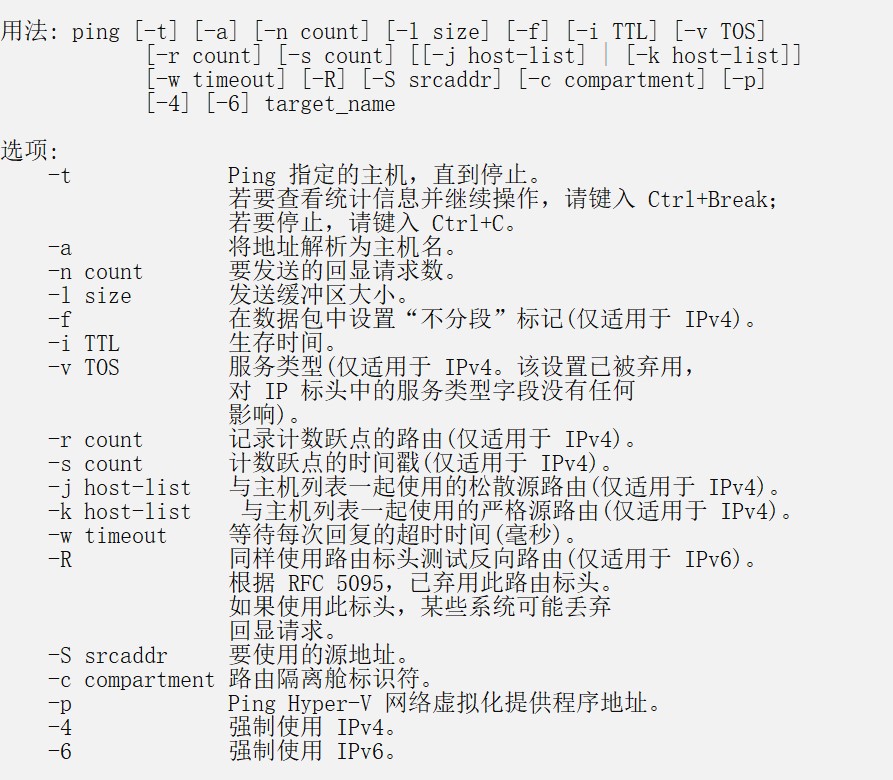 用法: ping [-t] [-a] [-n count] [-l size] [-f] [-i TTL] [-v TOS]
            [-r count] [-s count] [[-j host-list] | [-k host-list]]
            [-w timeout] [-R] [-S srcaddr] [-c compartment] [-p]
            [-4] [-6] target_name
选项:
    -t             Ping 指定的主机，直到停止。
                   若要查看统计信息并继续操作，请键入 Ctrl+Break;
                   若要停止，请键入 Ctrl+C。
    -a             将地址解析为主机名。
    -n count       要发送的回显请求数。
    -l size        发送缓冲区大小。
    -f             在数据包中设置“不分段”标记(仅适用于 IPv4)。
    -i TTL         生存时间。
    -v TOS         服务类型(仅适用于 IPv4。该设置已被弃用，
                   对 IP 标头中的服务类型字段没有任何
                   影响)。
    -r count       记录计数跃点的路由(仅适用于 IPv4)。
    -s count       计数跃点的时间戳(仅适用于 IPv4)。
    -j host-list   与主机列表一起使用的松散源路由(仅适用于 IPv4)。
    -k host-list    与主机列表一起使用的严格源路由(仅适用于 IPv4)。
    -w timeout     等待每次回复的超时时间(毫秒)。
    -R             同样使用路由标头测试反向路由(仅适用于 IPv6)。
                   根据 RFC 5095，已弃用此路由标头。
                   如果使用此标头，某些系统可能丢弃
                   回显请求。
    -S srcaddr     要使用的源地址。
    -c compartment 路由隔离舱标识符。
    -p             Ping Hyper-V 网络虚拟化提供程序地址。
    -4             强制使用 IPv4。
    -6             强制使用 IPv6。